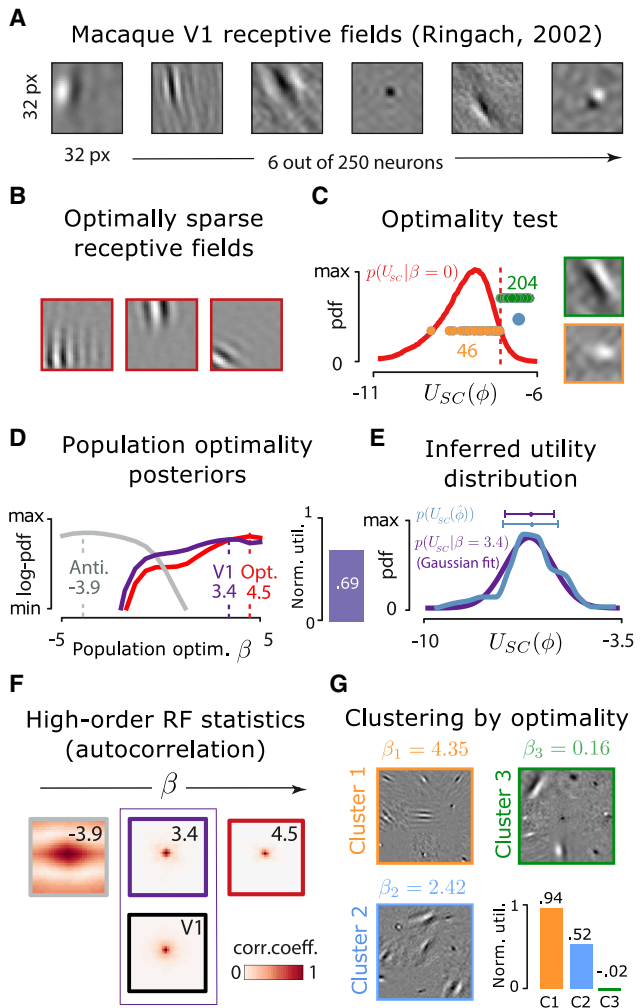 A
Macaque V1 receptive fields (Ringach, 2002)
32 px
32 px
6 out of 250 neurons
B
Optimally sparse
receptive fields
C
Optimality test
max
pdf
0
p(U_SC|β = 0)
204
46
-11
U_SC(ϕ)
-6
D
Population optimality
posteriors
max
log-pdf
min
Anti.
-3.9
V1
3.4
Opt.
4.5
-5
Population optim. β
5
1
Norm. util.
0
.69
E
Inferred utility
distribution
max
pdf
0
p(U_SC(ϕ̂))
p(U_SC|β = 3.4)
(Gaussian fit)
-10
U_SC(ϕ)
-3.5
F
High-order RF statistics
(autocorrelation)
β
-3.9
3.4
4.5
V1
corr.coeff.
0
1
G
Clustering by optimality
β₁ = 4.35
Cluster 1
β₃ = 0.16
Cluster 3
β₂ = 2.42
Cluster 2
Norm. util.
1
0
.94
.52
-.02
C1 C2 C3